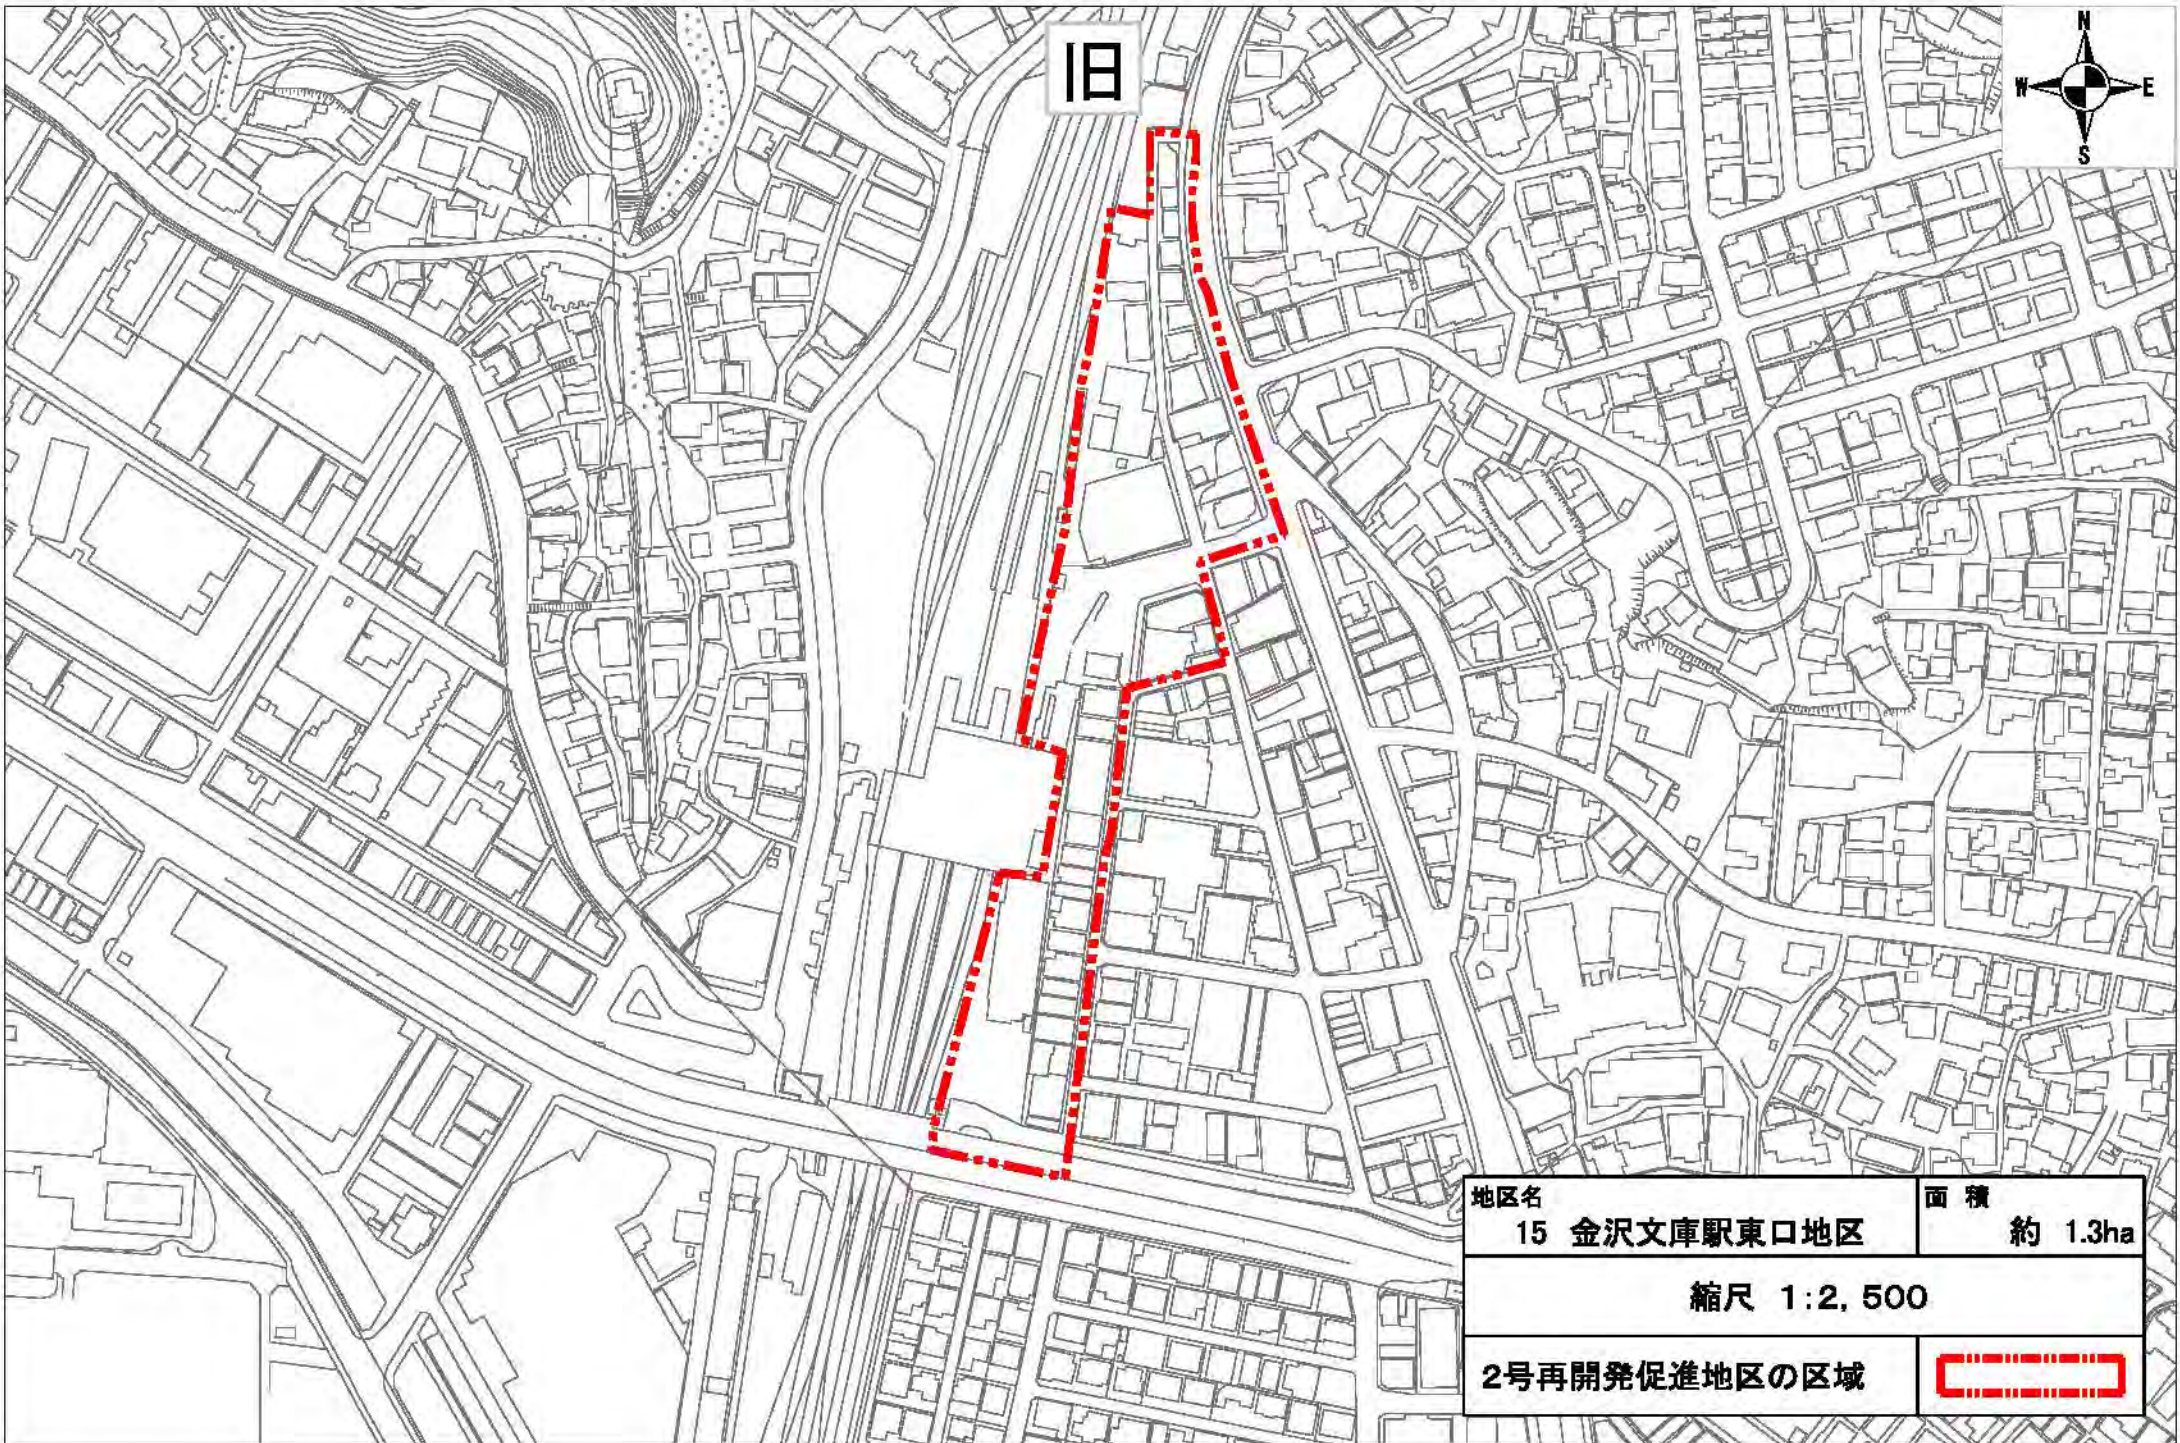 旧
N
W E
S
地区名
15 金沢文庫駅東口地区
面 積
約 1.3ha
縮尺 1:2,500
2号再開発促進地区の区域